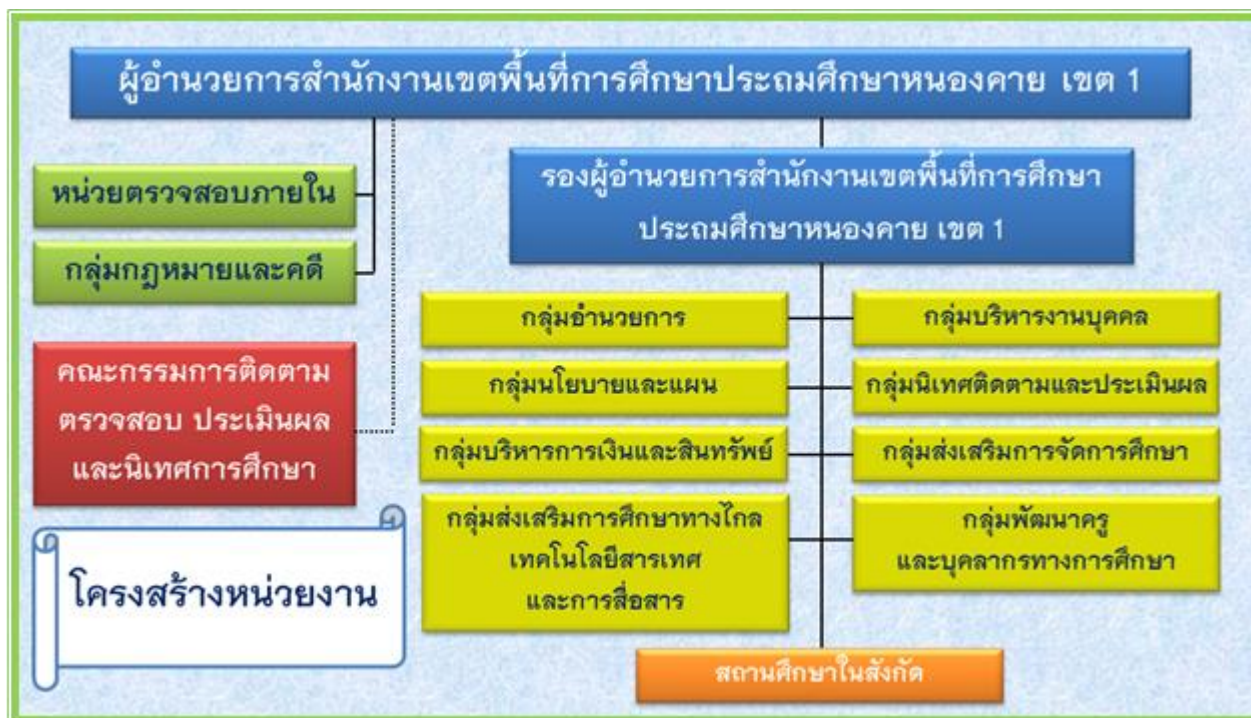 ผู้อำนวยการสำนักงานเขตพื้นที่การศึกษาประถมศึกษาหนองคาย เขต 1
หน่วยตรวจสอบภายใน
กลุ่มกฎหมายและคดี
คณะกรรมการติดตาม
ตรวจสอบ ประเมินผล
และนิเทศการศึกษา
โครงสร้างหน่วยงาน
รองผู้อำนวยการสำนักงานเขตพื้นที่การศึกษา
ประถมศึกษาหนองคาย เขต 1
กลุ่มอำนวยการ
กลุ่มบริหารงานบุคคล
กลุ่มนโยบายและแผน
กลุ่มนิเทศติดตามและประเมินผล
กลุ่มบริหารการเงินและสินทรัพย์
กลุ่มส่งเสริมการจัดการศึกษา
กลุ่มส่งเสริมการศึกษาทางไกล
เทคโนโลยีสารเทศ
และการสื่อสาร
กลุ่มพัฒนาครู
และบุคลากรทางการศึกษา
สถานศึกษาในสังกัด